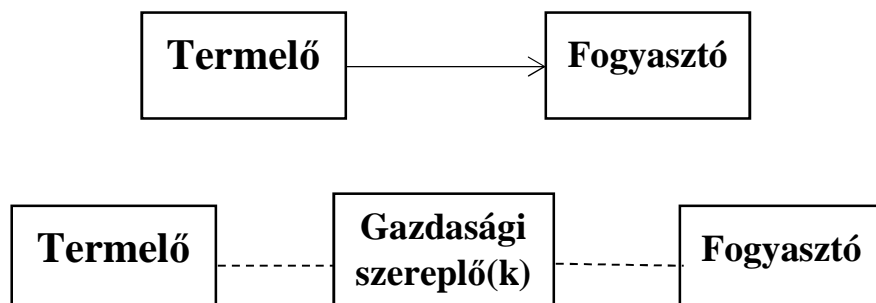 Termelő
Fogyasztó
Termelő
Gazdasági
szereplő(k)
Fogyasztó